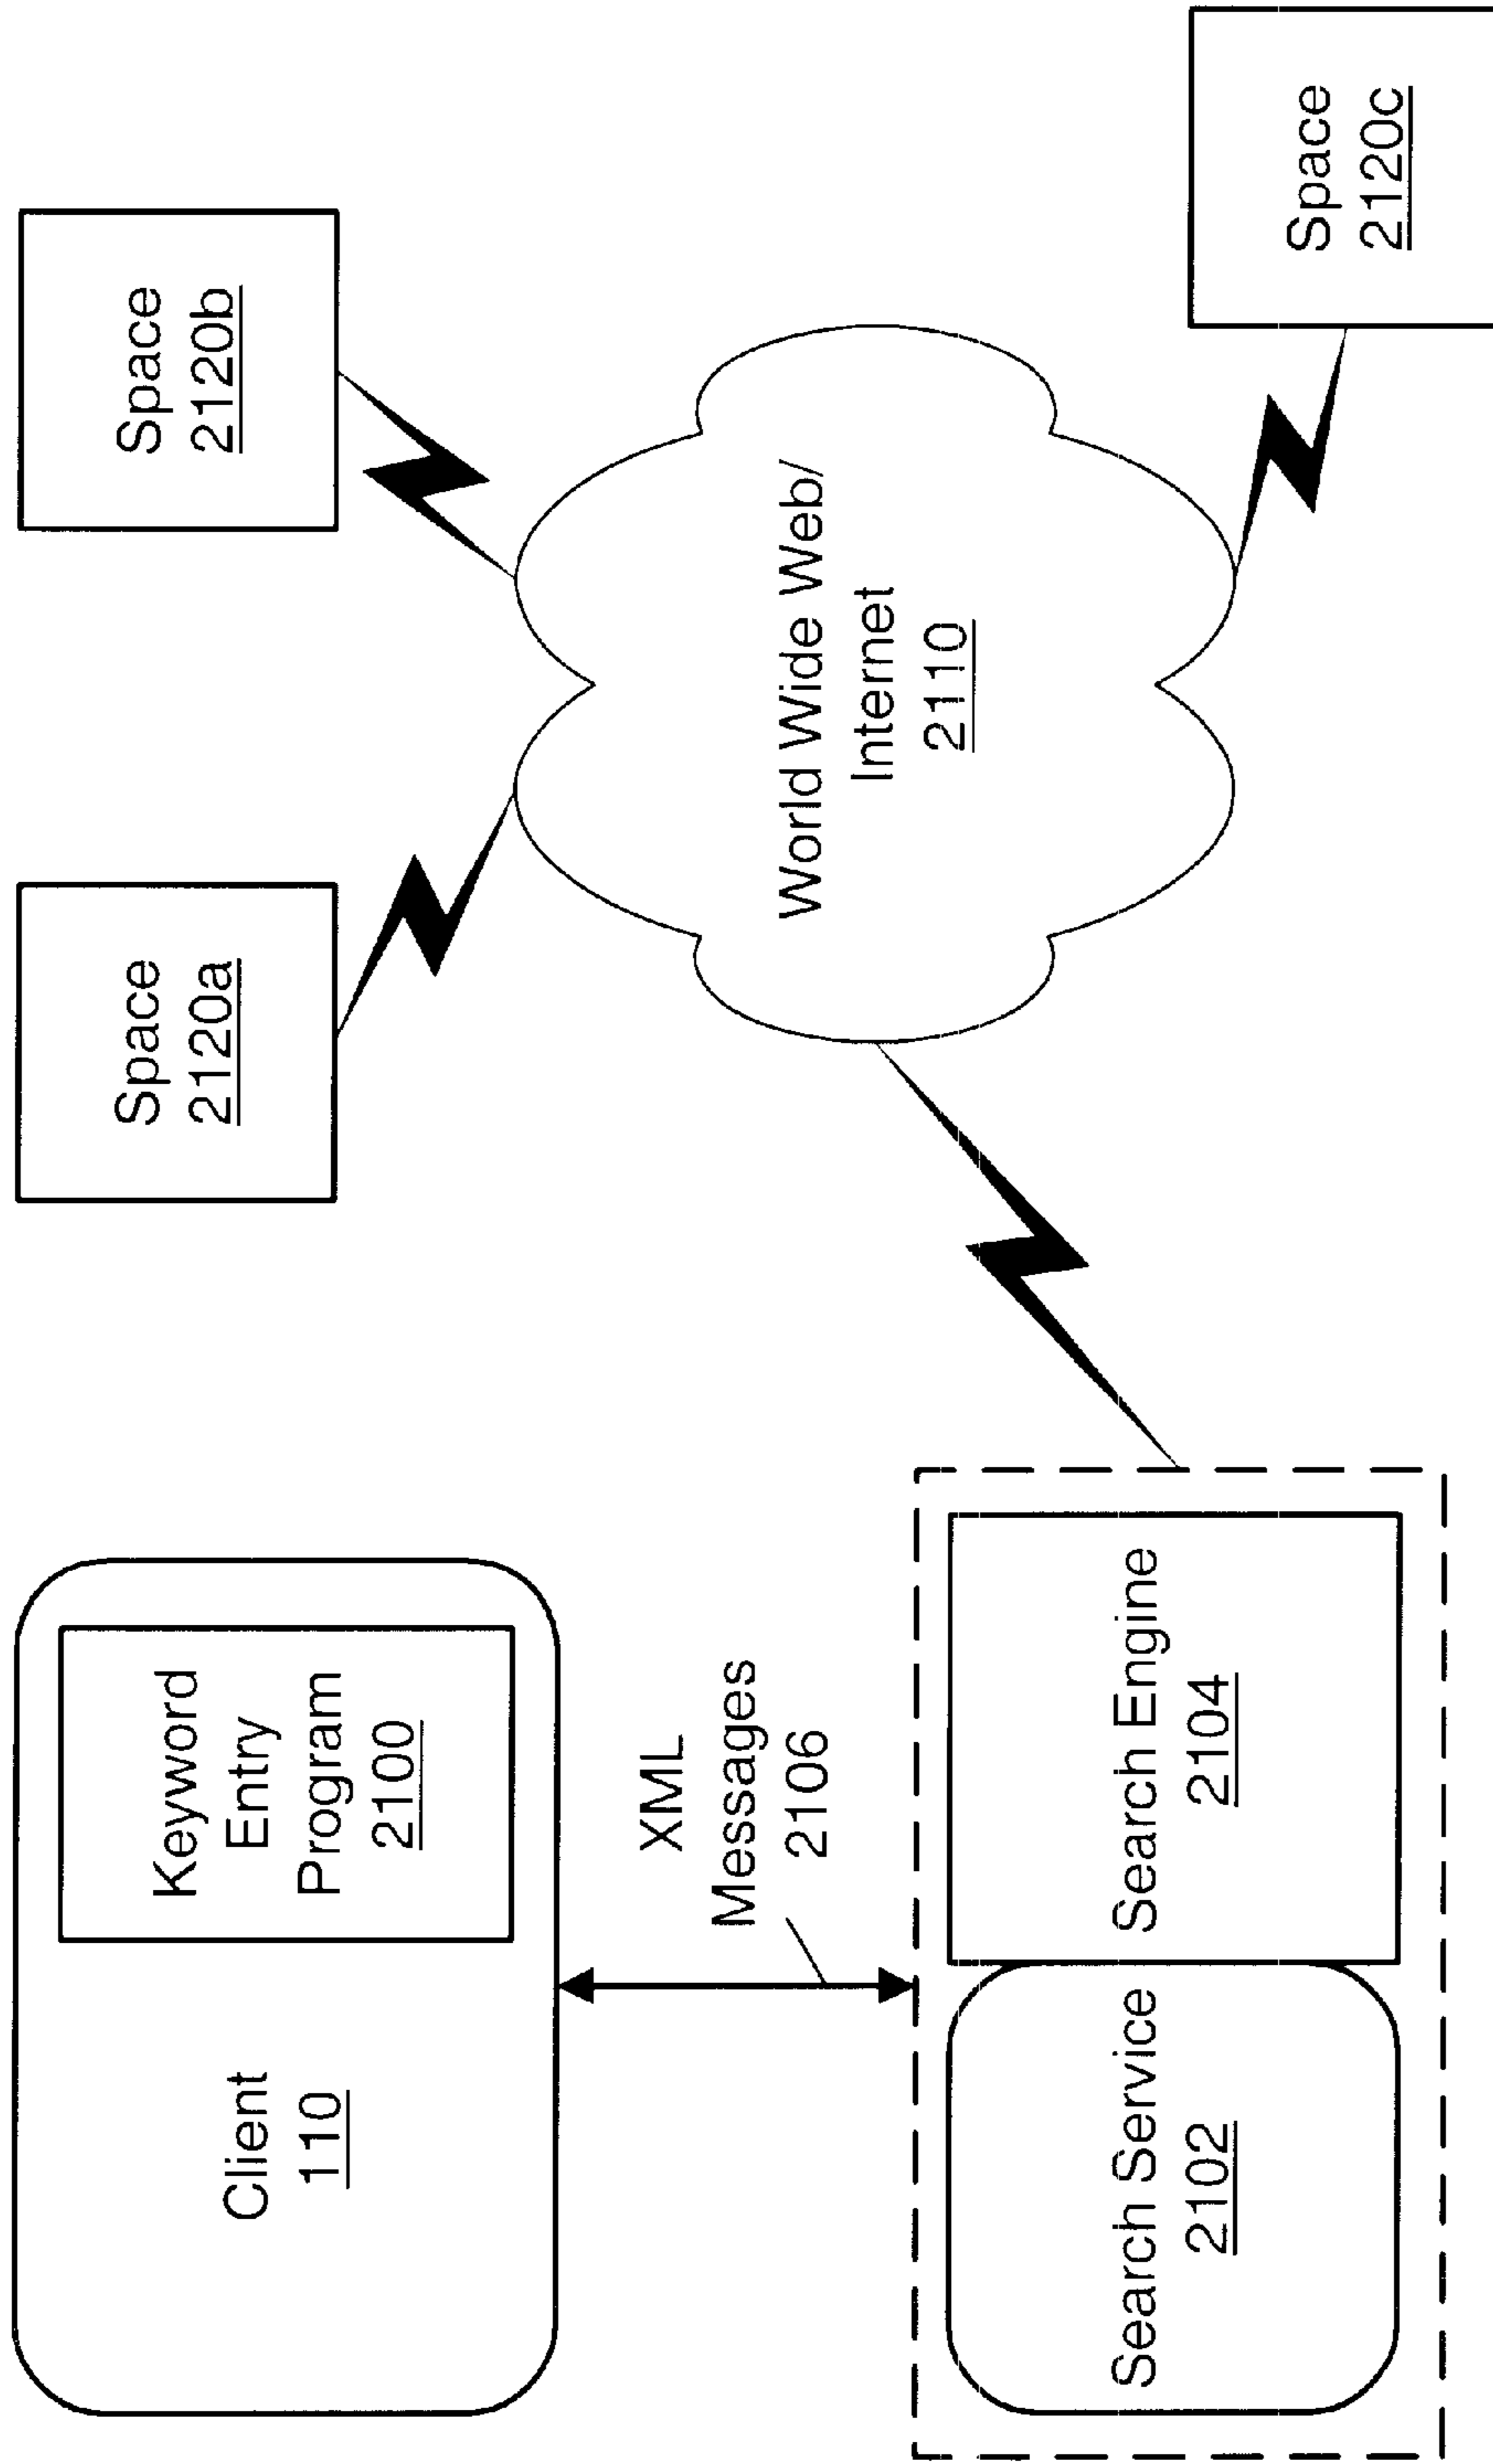 Client
110
Keyword
Entry
Program
2100
XML
Messages
2106
Search Service
2102
Search Engine
2104
Space
2120a
Space
2120b
World Wide Web/
Internet
2110
Space
2120c